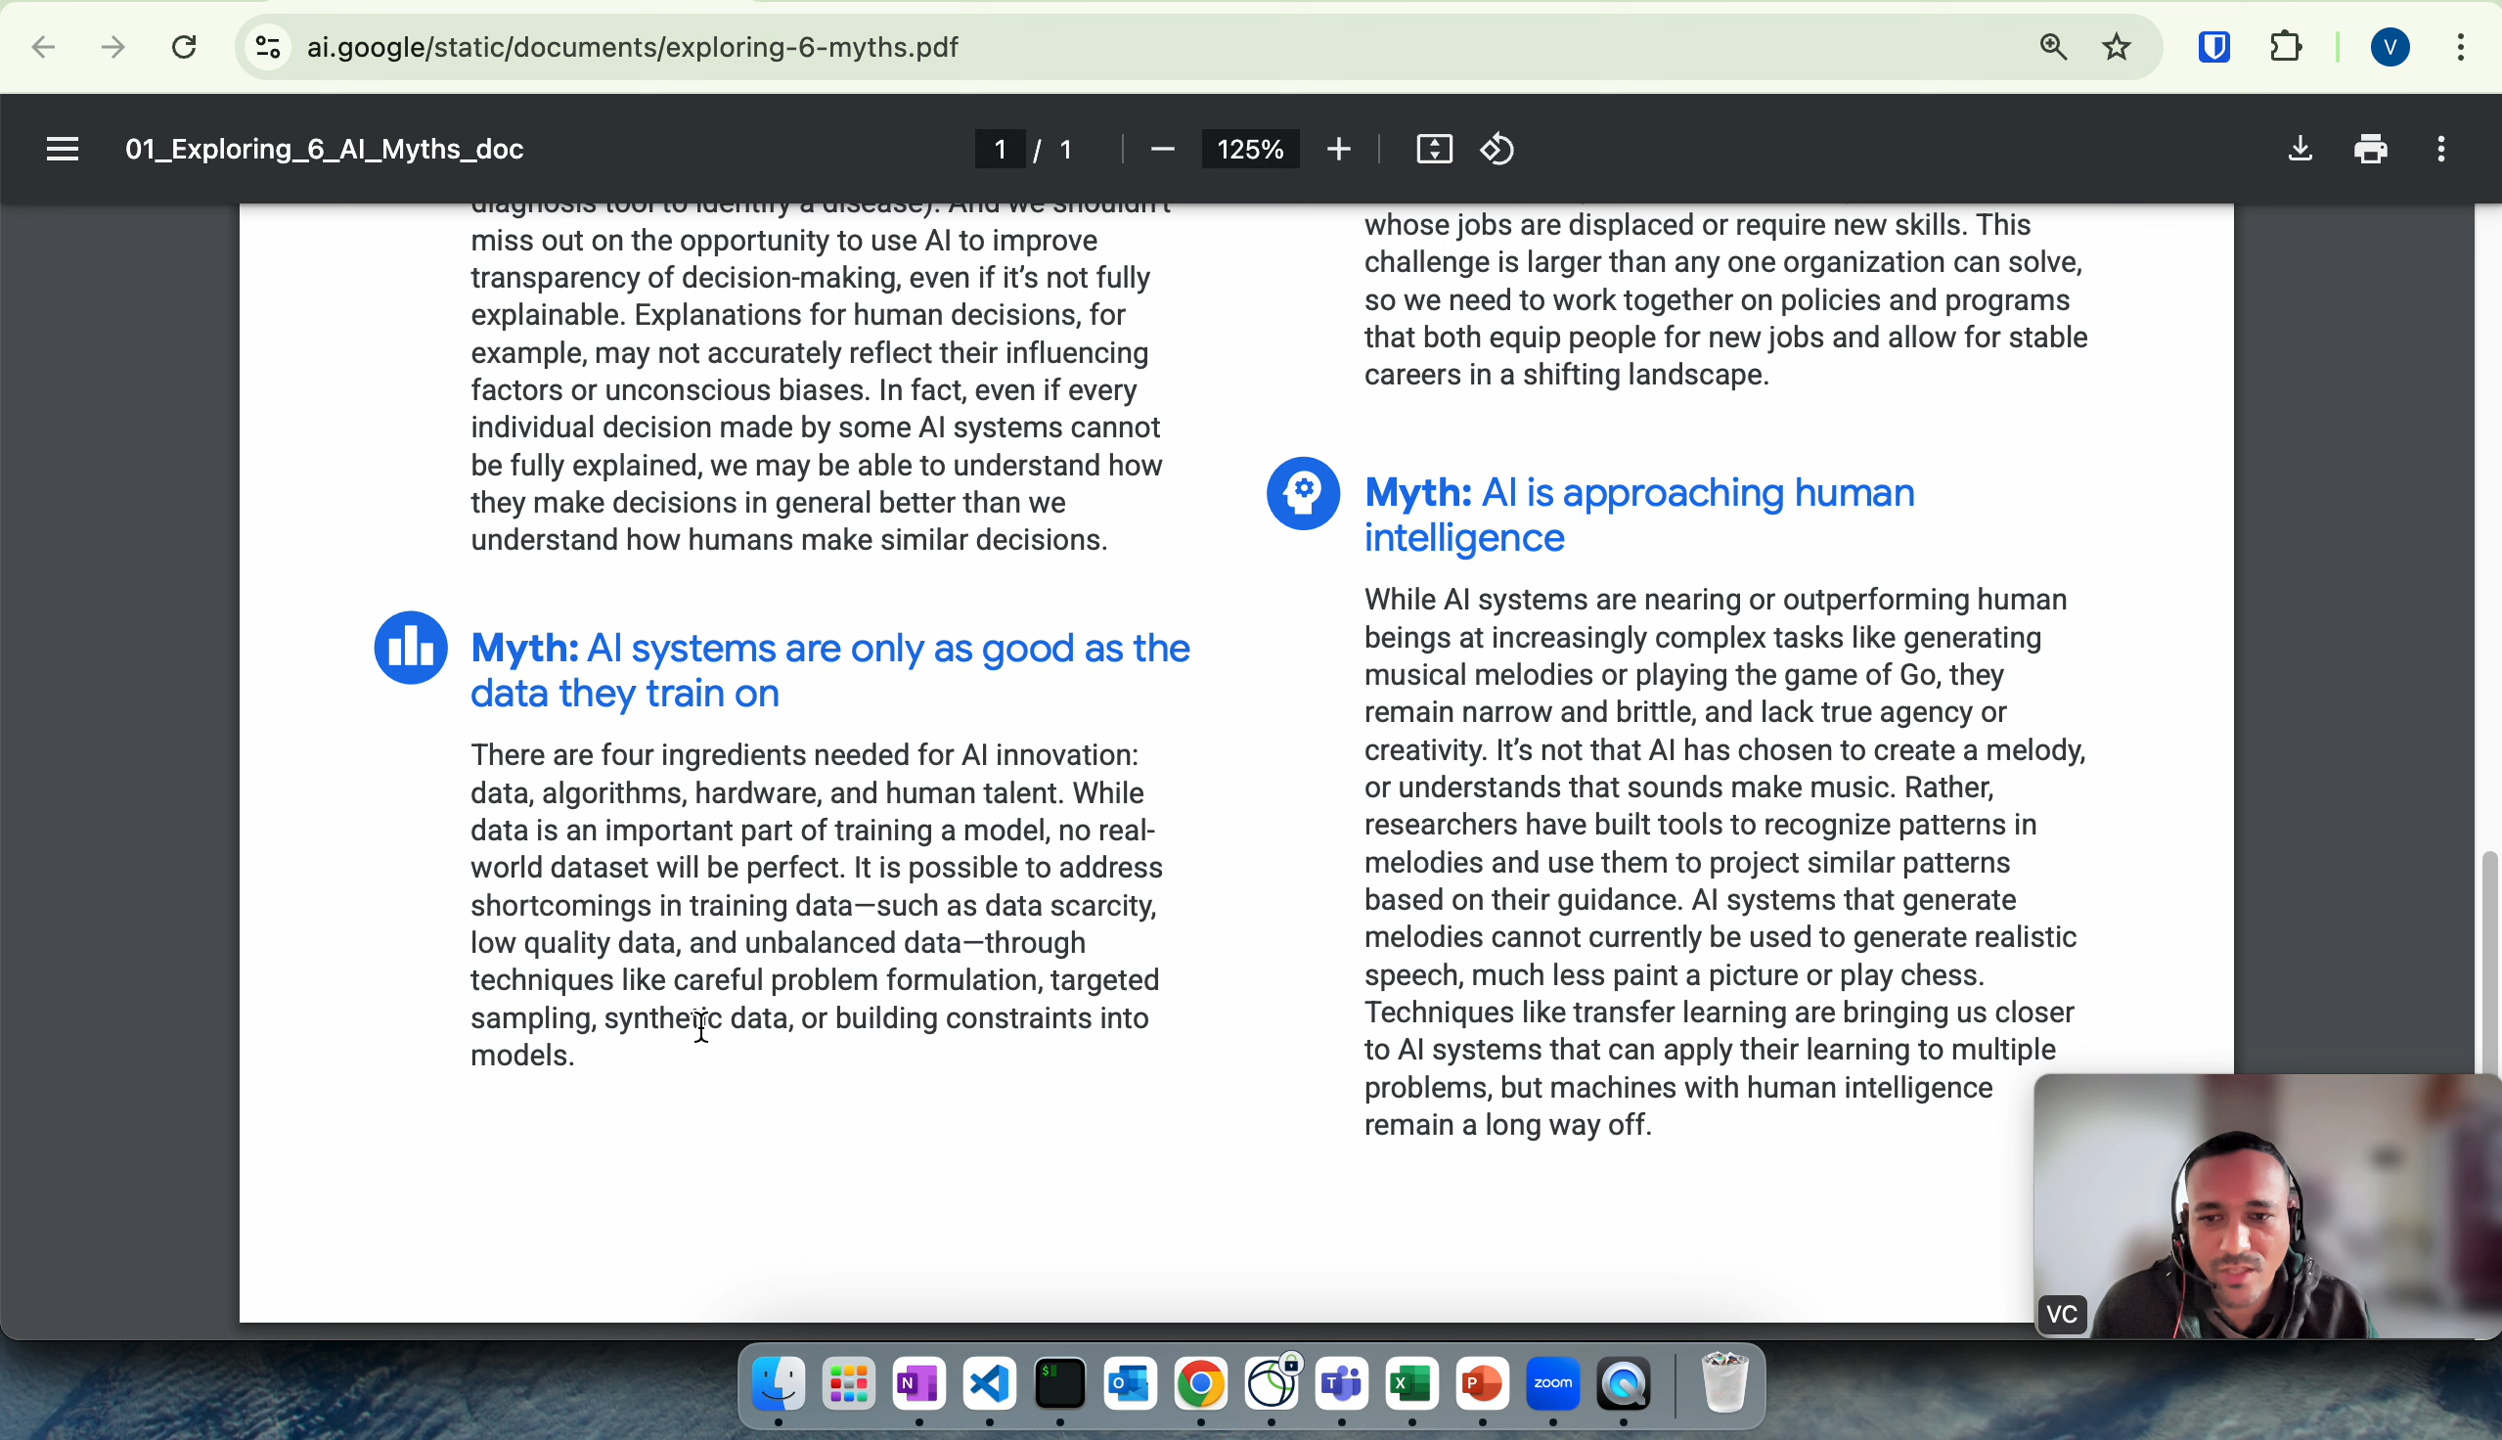 ai.google/static/documents/exploring-6-myths.pdf
V
01_Exploring_6_AI_Myths_doc
1 / 1
125%
diagnosis tool to identify a disease). And we shouldn't
miss out on the opportunity to use AI to improve
transparency of decision-making, even if it’s not fully
explainable. Explanations for human decisions, for
example, may not accurately reflect their influencing
factors or unconscious biases. In fact, even if every
individual decision made by some AI systems cannot
be fully explained, we may be able to understand how
they make decisions in general better than we
understand how humans make similar decisions.
Myth: AI systems are only as good as the
data they train on
There are four ingredients needed for AI innovation:
data, algorithms, hardware, and human talent. While
data is an important part of training a model, no real-
world dataset will be perfect. It is possible to address
shortcomings in training data—such as data scarcity,
low quality data, and unbalanced data—through
techniques like careful problem formulation, targeted
sampling, synthetic data, or building constraints into
models.
whose jobs are displaced or require new skills. This
challenge is larger than any one organization can solve,
so we need to work together on policies and programs
that both equip people for new jobs and allow for stable
careers in a shifting landscape.
Myth: AI is approaching human
intelligence
While AI systems are nearing or outperforming human
beings at increasingly complex tasks like generating
musical melodies or playing the game of Go, they
remain narrow and brittle, and lack true agency or
creativity. It’s not that AI has chosen to create a melody,
or understands that sounds make music. Rather,
researchers have built tools to recognize patterns in
melodies and use them to project similar patterns
based on their guidance. AI systems that generate
melodies cannot currently be used to generate realistic
speech, much less paint a picture or play chess.
Techniques like transfer learning are bringing us closer
to AI systems that can apply their learning to multiple
problems, but machines with human intelligence
remain a long way off.
VC
N
$
O
T
X
P
zoom